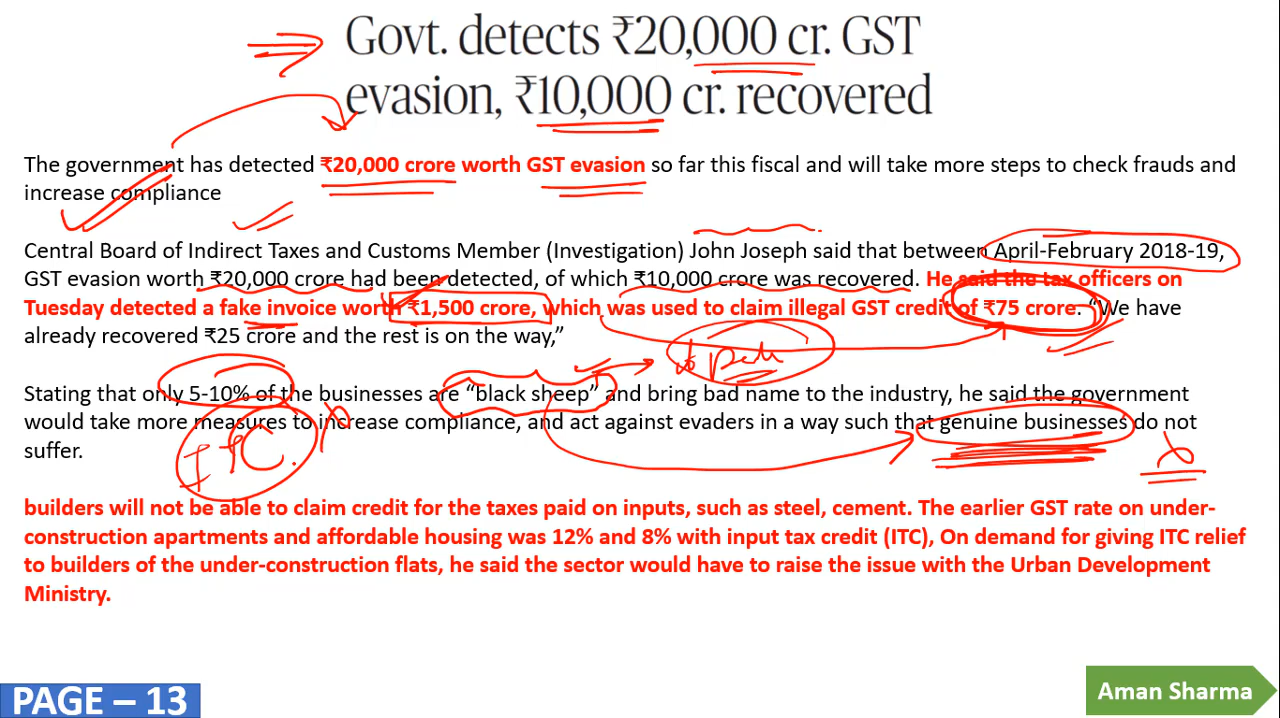 Govt. detects ₹20,000 cr. GST
evasion, ₹10,000 cr. recovered
The government has detected ₹20,000 crore worth GST evasion so far this fiscal and will take more steps to check frauds and
increase compliance
Central Board of Indirect Taxes and Customs Member (Investigation) John Joseph said that between April-February 2018-19,
GST evasion worth ₹20,000 crore had been detected, of which ₹10,000 crore was recovered. He said the tax officers on
Tuesday detected a fake invoice worth ₹1,500 crore, which was used to claim illegal GST credit of ₹75 crore. “We have
already recovered ₹25 crore and the rest is on the way,”
Stating that only 5-10% of the businesses are “black sheep” and bring bad name to the industry, he said the government
would take more measures to increase compliance, and act against evaders in a way such that genuine businesses do not
suffer.
ITC.
builders will not be able to claim credit for the taxes paid on inputs, such as steel, cement. The earlier GST rate on under-
construction apartments and affordable housing was 12% and 8% with input tax credit (ITC), On demand for giving ITC relief
to builders of the under-construction flats, he said the sector would have to raise the issue with the Urban Development
Ministry.
PAGE – 13
Aman Sharma